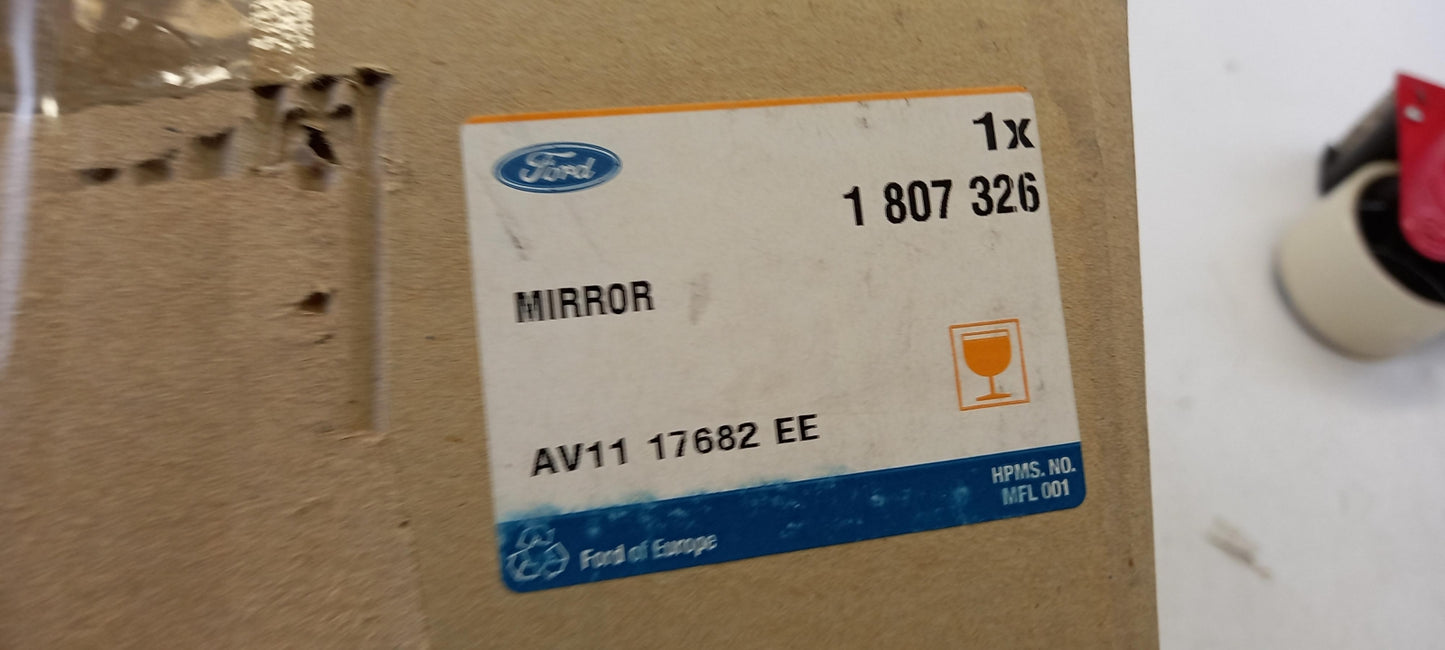 Ford
1x
1 807 326
MIRROR
AV11 17682 EE
HPMS. NO.
MFL 001
Ford of Europe